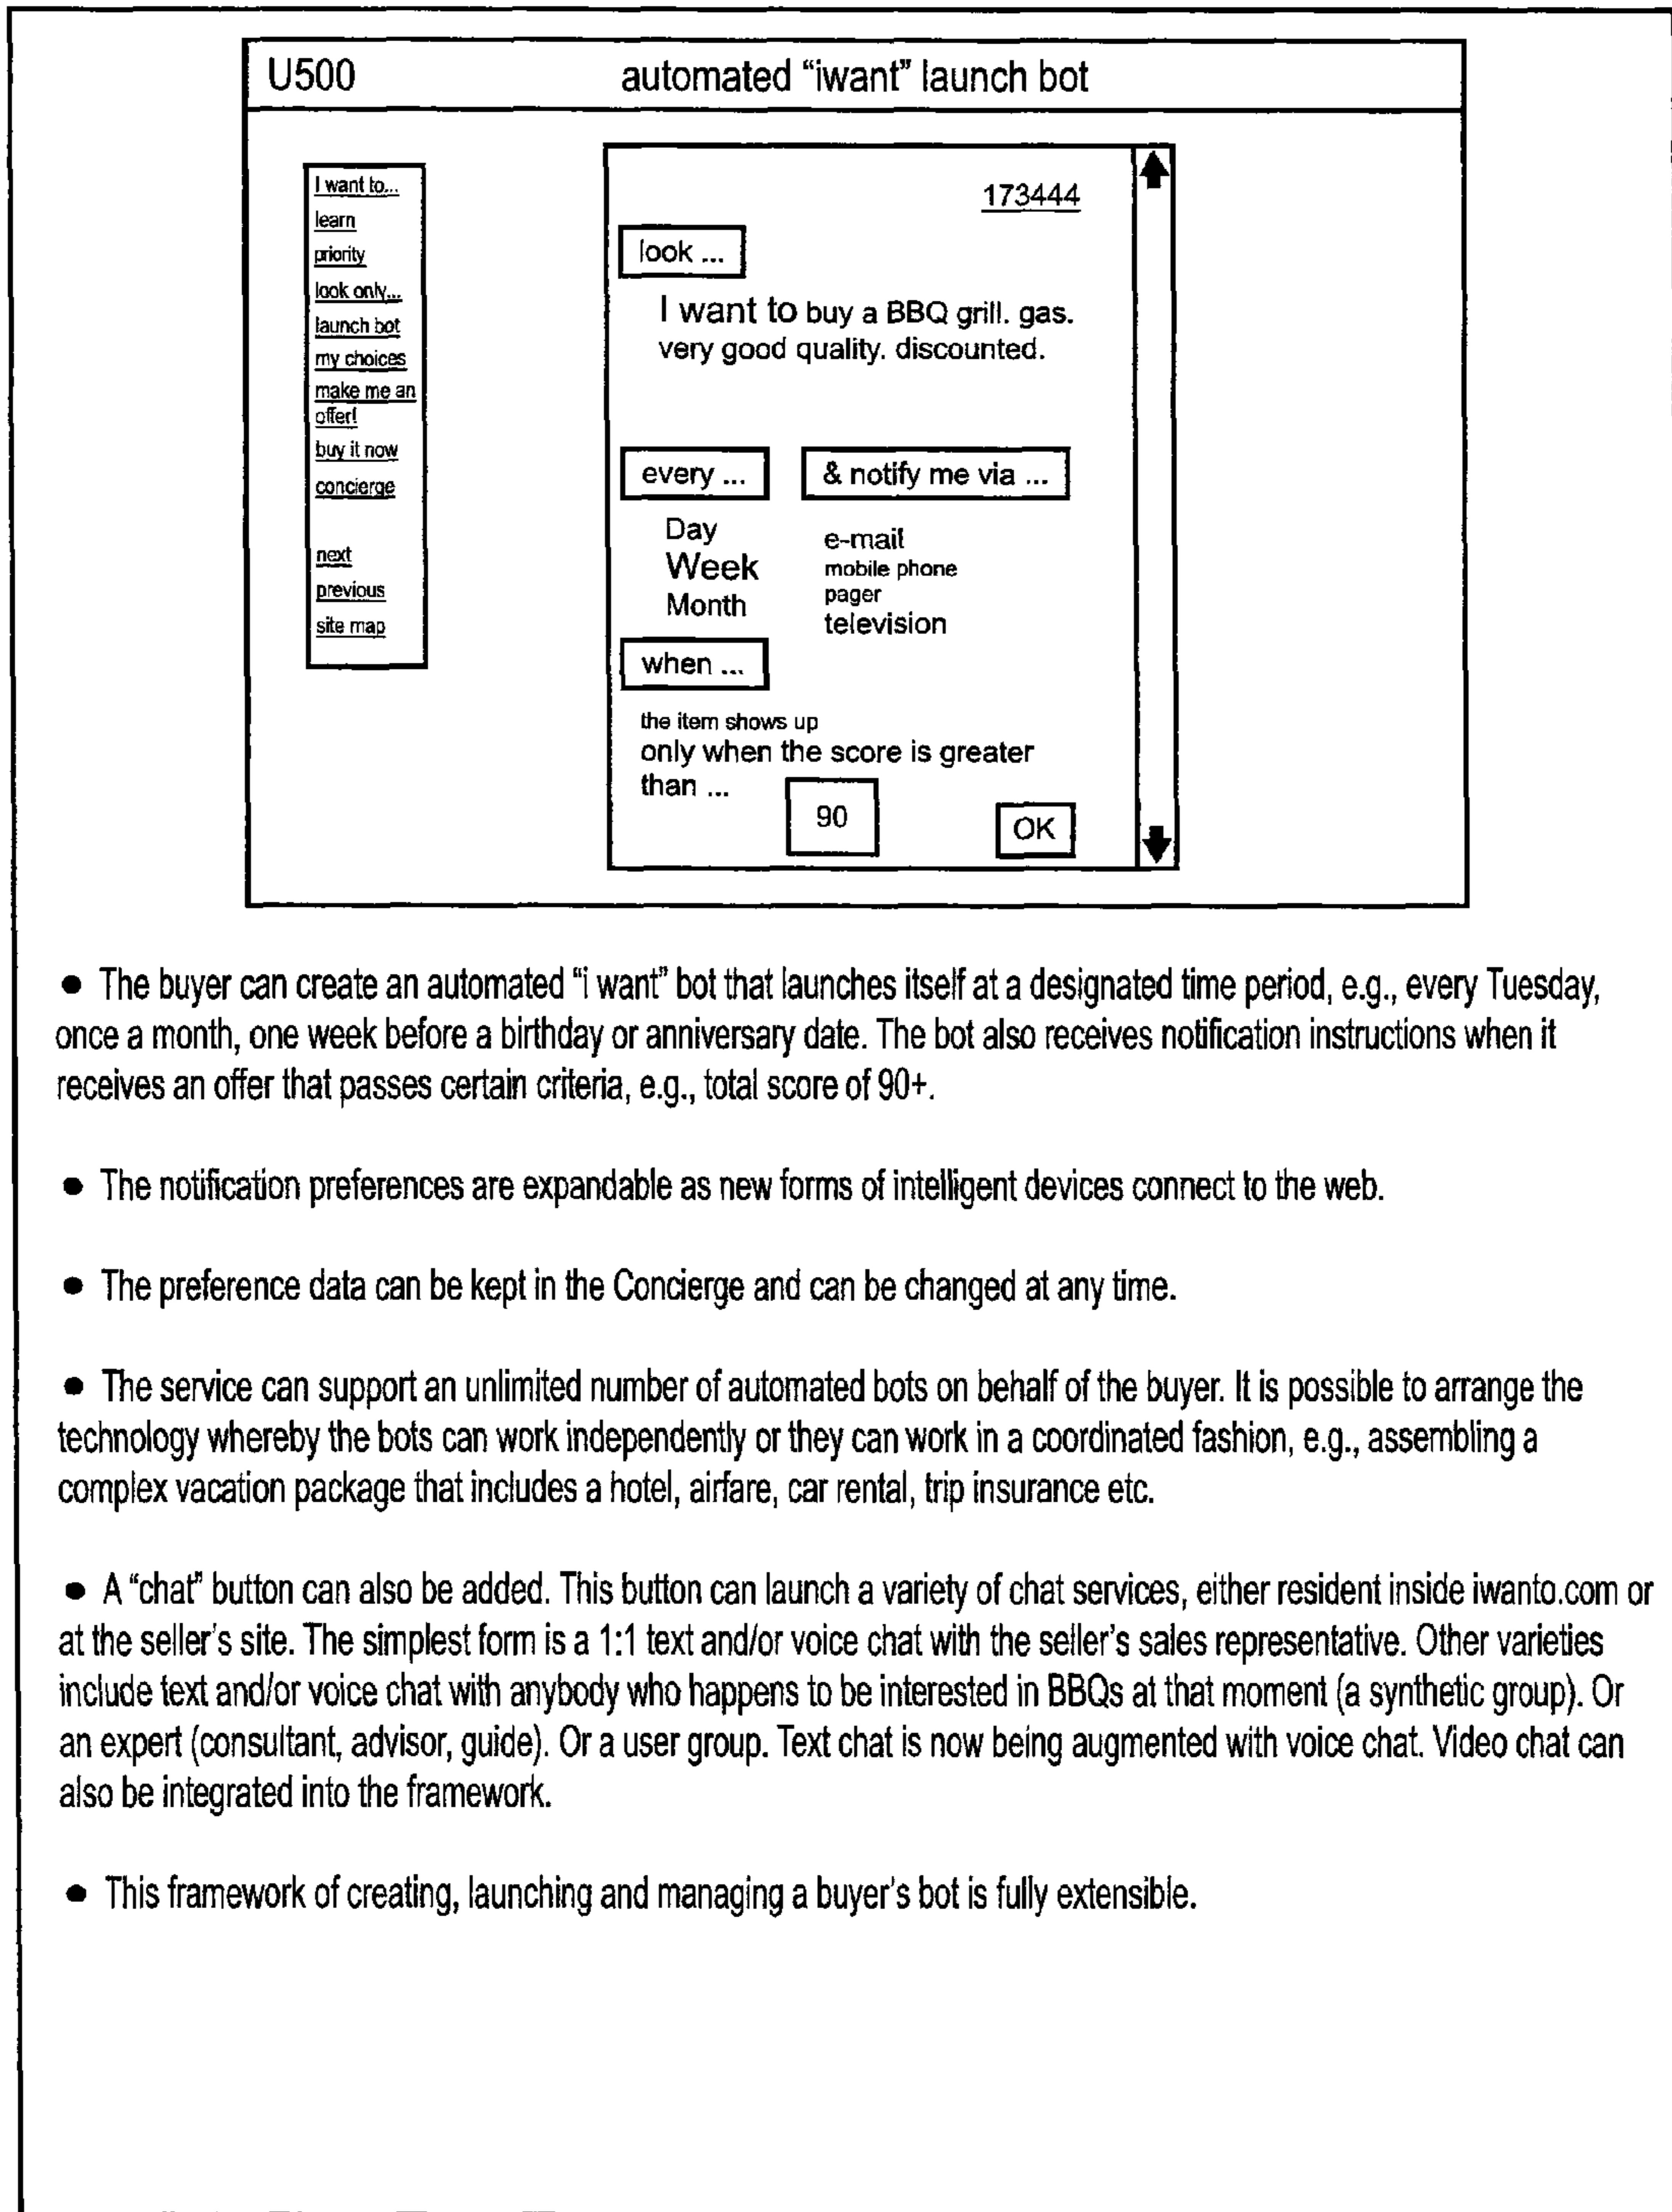 U500
automated “iwant” launch bot
I want to...
learn
priority
look only...
launch bot
my choices
make me an
offer!
buy it now
concierge
next
previous
site map
173444
look ...
I want to buy a BBQ grill. gas.
very good quality. discounted.
every ...
& notify me via ...
Day
Week
Month
e-mail
mobile phone
pager
television
when ...
the item shows up
only when the score is greater
than ...
90
OK
● The buyer can create an automated “i want” bot that launches itself at a designated time period, e.g., every Tuesday,
once a month, one week before a birthday or anniversary date. The bot also receives notification instructions when it
receives an offer that passes certain criteria, e.g., total score of 90+.
● The notification preferences are expandable as new forms of intelligent devices connect to the web.
● The preference data can be kept in the Concierge and can be changed at any time.
● The service can support an unlimited number of automated bots on behalf of the buyer. It is possible to arrange the
technology whereby the bots can work independently or they can work in a coordinated fashion, e.g., assembling a
complex vacation package that includes a hotel, airfare, car rental, trip insurance etc.
● A “chat” button can also be added. This button can launch a variety of chat services, either resident inside iwanto.com or
at the seller's site. The simplest form is a 1:1 text and/or voice chat with the seller's sales representative. Other varieties
include text and/or voice chat with anybody who happens to be interested in BBQs at that moment (a synthetic group). Or
an expert (consultant, advisor, guide). Or a user group. Text chat is now being augmented with voice chat. Video chat can
also be integrated into the framework.
● This framework of creating, launching and managing a buyer's bot is fully extensible.